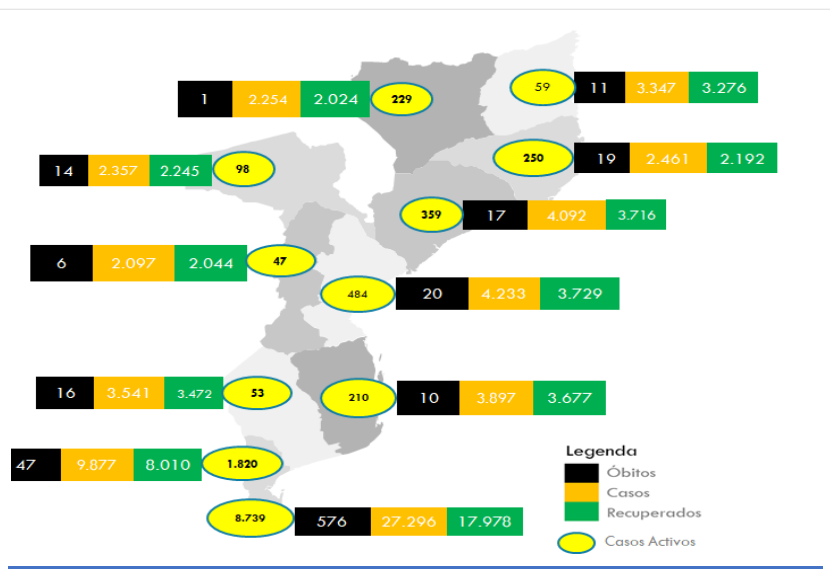 1 2.254 2.024 229
59 11 3.347 3.276
14 2.357 2.245 98
250 19 2.461 2.192
359 17 4.092 3.716
6 2.097 2.044 47
484 20 4.233 3.729
16 3.541 3.472 53
210 10 3.897 3.677
47 9.877 8.010 1.820
8.739 576 27.296 17.978
Legenda
Óbitos
Casos
Recuperados
Casos Activos